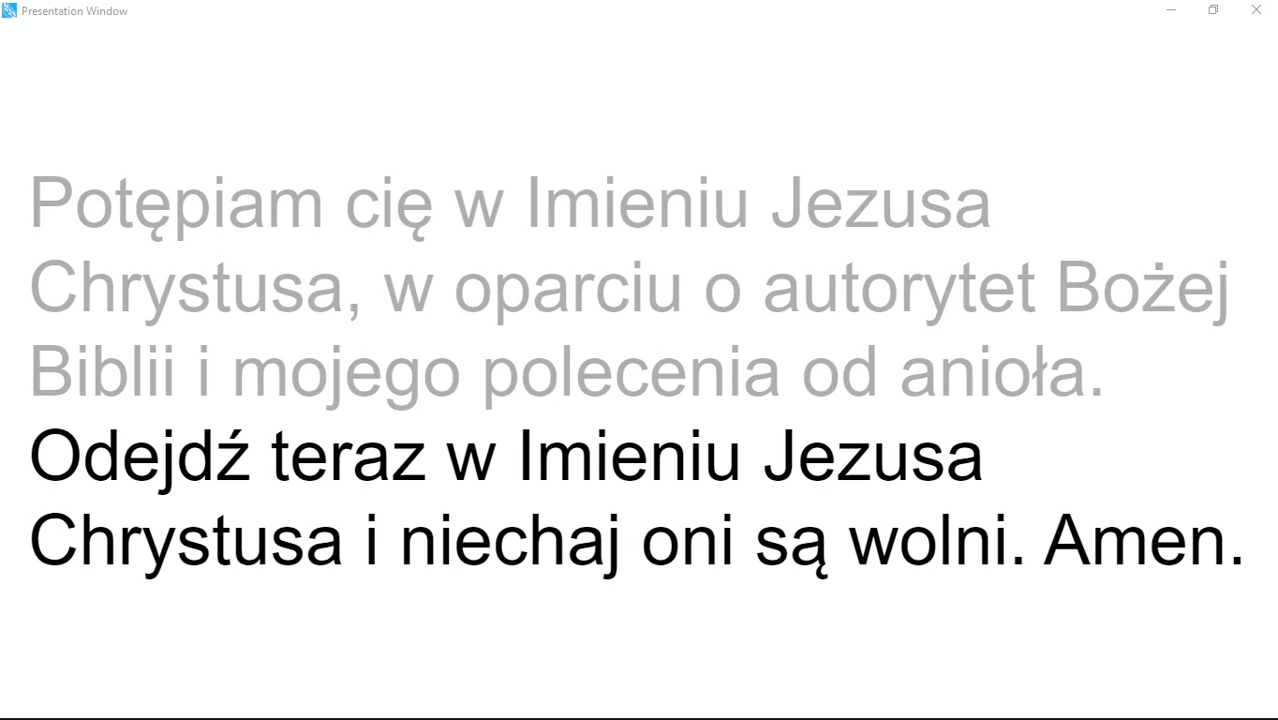 Presentation Window
Potępiam cię w Imieniu Jezusa
Chrystusa, w oparciu o autorytet Bożej
Biblii i mojego polecenia od anioła.
Odejdź teraz w Imieniu Jezusa
Chrystusa i niechaj oni są wolni. Amen.